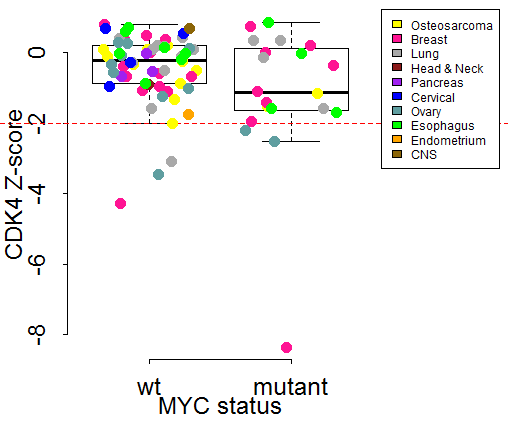 CDK4 Z-score
0
-2
-4
-6
-8
wt
mutant
MYC status
Osteosarcoma
Breast
Lung
Head & Neck
Pancreas
Cervical
Ovary
Esophagus
Endometrium
CNS